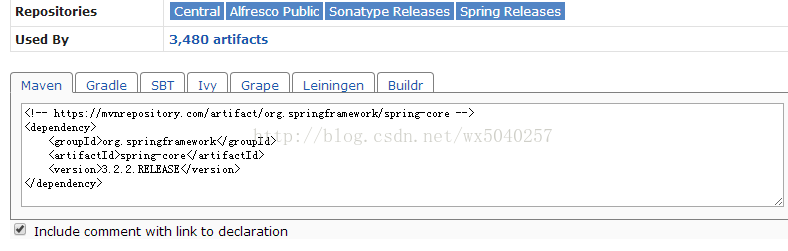 Repositories Central Alfresco Public Sonatype Releases Spring Releases
Used By 3,480 artifacts
Maven Gradle SBT Ivy Grape Leiningen Buildr
<!-- https://mvnrepository.com/artifact/org.springframework/spring-core -->
<dependency>
    <groupId>org.springframework</groupId>
    <artifactId>spring-core</artifactId>
    <version>3.2.2.RELEASE</version>
</dependency>
http://blog.csdn.net/wx5040257
Include comment with link to declaration